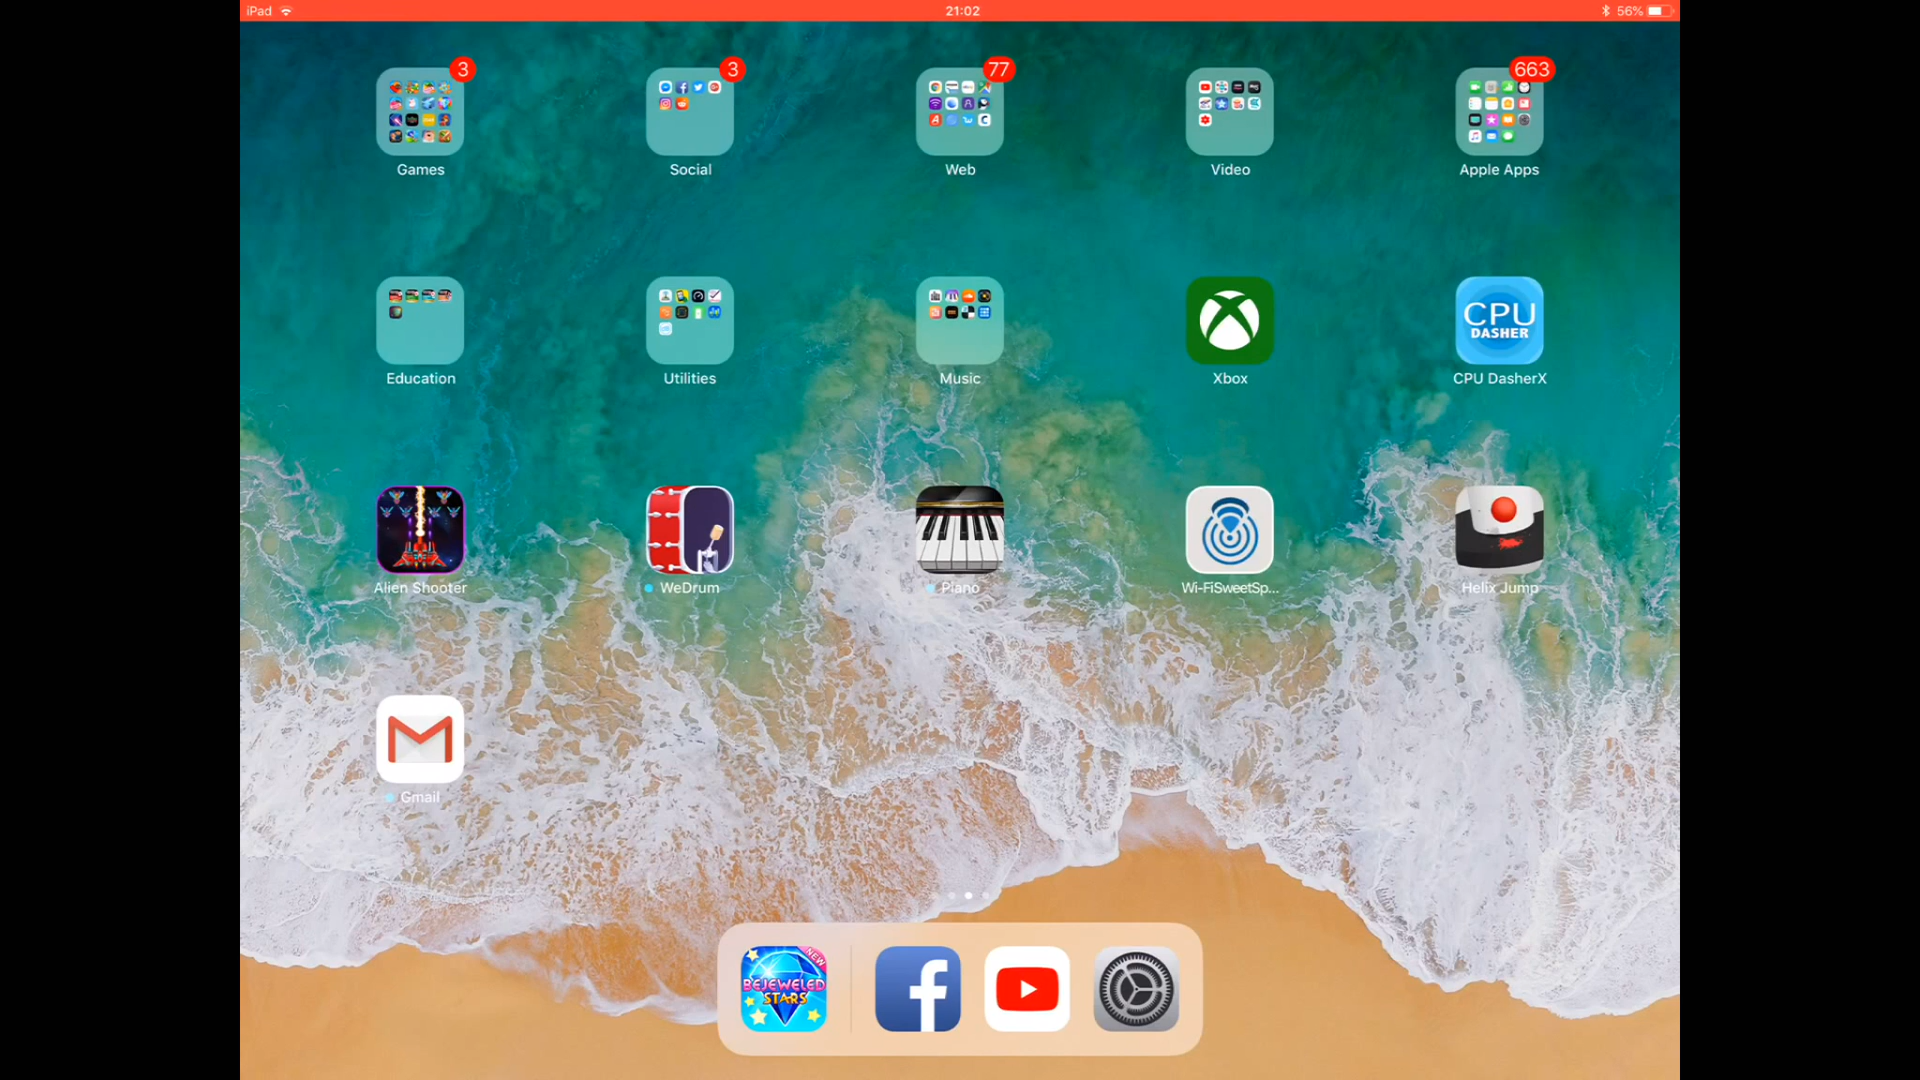 iPad 21:02 56%
3 3 77 663
Games Social Web Video Apple Apps
CPU
DASHER
Education Utilities Music Xbox CPU DasherX
Alien Shooter WeDrum Piano Wi-FiSweetSp... Helix Jump
Gmail
NEW
BEJEWELED
STARS